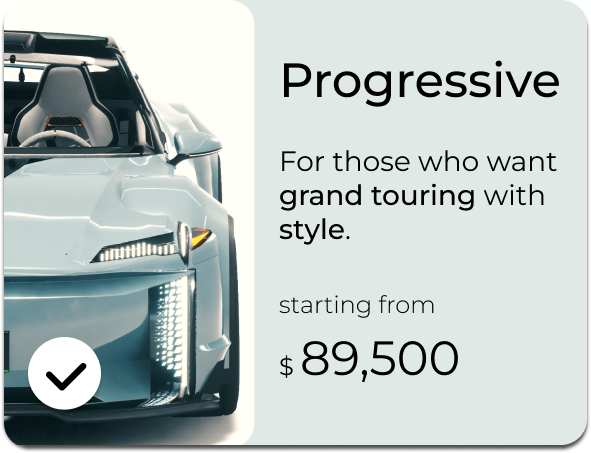 Progressive
For those who want
grand touring with
style.
starting from
$ 89,500